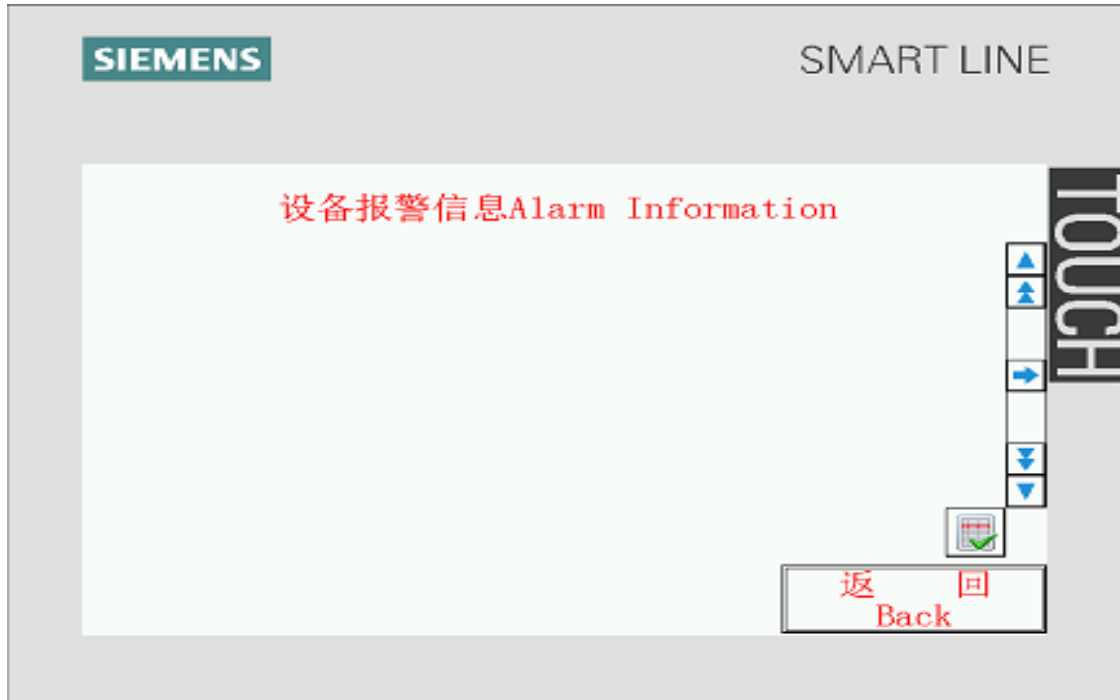 SIEMENS
SMART LINE
TOUCH
设备报警信息Alarm Information
返 回
Back